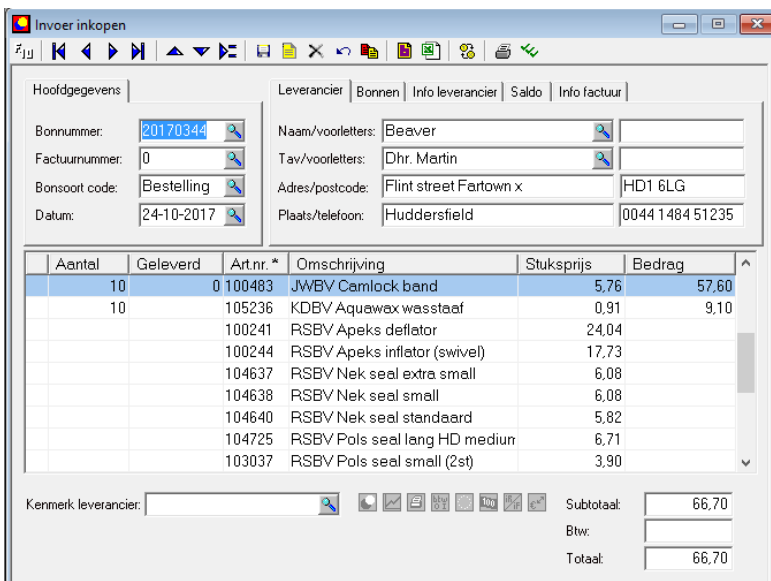 Invoer inkopen
Hoofdgegevens
Leverancier Bonnen Info leverancier Saldo Info factuur
Bonnummer: 20170344 Naam/voorletters: Beaver
Factuurnummer: 0 Tav/voorletters: Dhr. Martin
Bonsoort code: Bestelling Adres/postcode: Flint street Fartown x HD1 6LG
Datum: 24-10-2017 Plaats/telefoon: Huddersfield 0044 1484 51235
Aantal Geleverd Art.nr. * Omschrijving Stuksprijs Bedrag
10 0 100483 JWBV Camlock band 5,76 57,60
10 105236 KDBV Aquawax wasstaaf 0,91 9,10
100241 RSBV Apeks deflator 24,04
100244 RSBV Apeks inflator (swivel) 17,73
104637 RSBV Nek seal extra small 6,08
104638 RSBV Nek seal small 6,08
104640 RSBV Nek seal standaard 5,82
104725 RSBV Pols seal lang HD medium 6,71
103037 RSBV Pols seal small (2st) 3,90
Kenmerk leverancier: Subtotaal: 66,70
Btw:
Totaal: 66,70